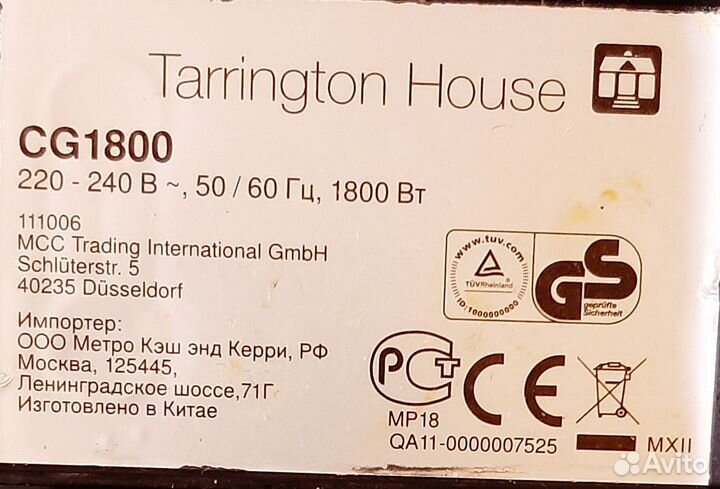 Tarrington House
CG1800
220 - 240 В ~, 50 / 60 Гц, 1800 Вт
111006
MCC Trading International GmbH
Schlüterstr. 5
40235 Düsseldorf
Импортер:
ООО Метро Кэш энд Керри, РФ
Москва, 125445,
Ленинградское шоссе,71Г
Изготовлено в Китае
www.tuv.com
TÜVRheinland
ID:1000000000
GS
geprüfte
Sicherheit
РСТ
CE
MP18
QA11-0000007525
MXII
Avito